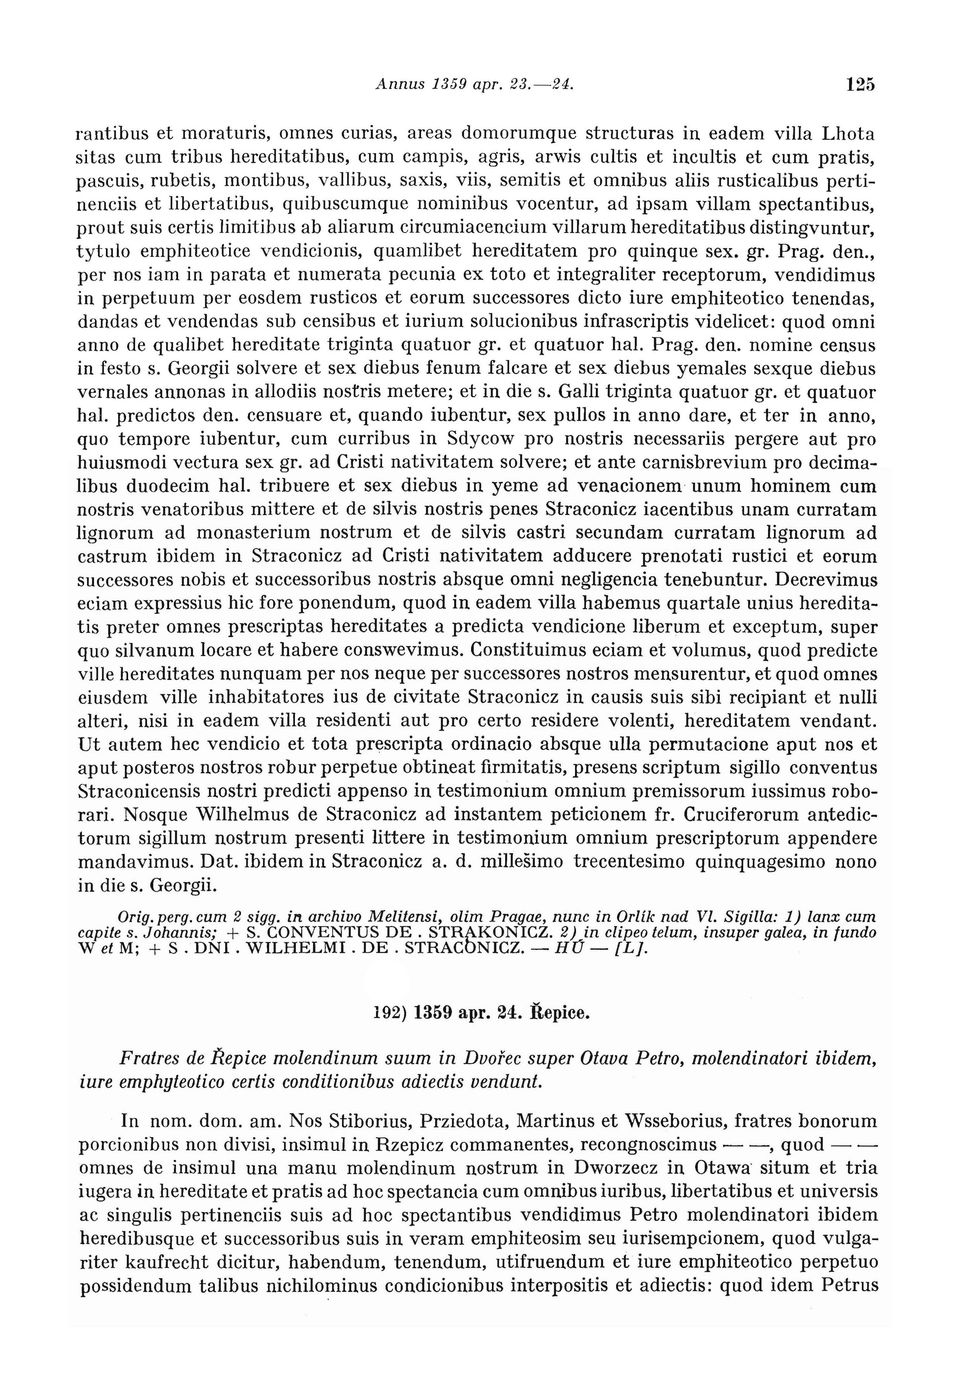 Annus 1359 apr. 23.—24. 125
rantibus et moraturis, omnes curias, areas domorumque structuras in eadem villa Lhota
sitas cum tribus hereditatibus, cum campis, agris, arwis cultis et incultis et cum pratis,
pascuis, rubetis, montibus, vallibus, saxis, viis, semitis et omnibus aliis rusticalibus perti-
nenciis et libertatibus, quibuscumque nominibus vocentur, ad ipsam villam spectantibus,
prout suis certis limitibus ab aliarum circumiacencium villarum hereditatibus distingvuntur,
tytulo emphiteotice vendicionis, quamlibet hereditatem pro quinque sex. gr. Prag. den.,
per nos iam in parata et numerata pecunia ex toto et integraliter receptorum, vendidimus
in perpetuum per eosdem rusticos et eorum successores dicto iure emphiteotico tenendas,
dandas et vendendas sub censibus et iurium solucionibus infrascriptis videlicet: quod omni
anno de qualibet hereditate triginta quatuor gr. et quatuor hal. Prag. den. nomine census
in festo s. Georgii solvere et sex diebus fenum falcare et sex diebus yemales sexque diebus
vernales annonas in allodiis nostris metere; et in die s. Galli triginta quatuor gr. et quatuor
hal. predictos den. censuare et, quando iubentur, sex pullos in anno dare, et ter in anno,
quo tempore iubentur, cum curribus in Sdycow pro nostris necessariis pergere aut pro
huiusmodi vectura sex gr. ad Cristi nativitatem solvere; et ante carnisbrevium pro decima-
libus duodecim hal. tribuere et sex diebus in yeme ad venacionem unum hominem cum
nostris venatoribus mittere et de silvis nostris penes Straconicz iacentibus unam curratam
lignorum ad monasterium nostrum et de silvis castri secundam curratam lignorum ad
castrum ibidem in Straconicz ad Cristi nativitatem adducere prenotati rustici et eorum
successores nobis et successoribus nostris absque omni negligencia tenebuntur. Decrevimus
eciam expressius hic fore ponendum, quod in eadem villa habemus quartale unius heredita-
tis preter omnes prescriptas hereditates a predicta vendicione liberum et exceptum, super
quo silvanum locare et habere conswevimus. Constituimus eciam et volumus, quod predicte
ville hereditates nunquam per nos neque per successores nostros mensurentur, et quod omnes
eiusdem ville inhabitatores ius de civitate Straconicz in causis suis sibi recipiant et nulli
alteri, nisi in eadem villa residenti aut pro certo residere volenti, hereditatem vendant.
Ut autem hec vendicio et tota prescripta ordinacio absque ulla permutacione aput nos et
aput posteros nostros robur perpetue obtineat firmitatis, presens scriptum sigillo conventus
Straconicensis nostri predicti appenso in testimonium omnium premissorum iussimus robo-
rari. Nosque Wilhelmus de Straconicz ad instantem peticionem fr. Cruciferorum antedic-
torum sigillum nostrum presenti littere in testimonium omnium prescriptorum appendere
mandavimus. Dat. ibidem in Straconicz a. d. millesimo trecentesimo quinquagesimo nono
in die s. Georgii.
Orig. perg. cum 2 sigg. in archivo Melitensi, olim Pragae, nunc in Orlík nad Vl. Sigilla: 1) lanx cum
capite s. Johannis; + S. CONVENTUS DE . STRAKONICZ. 2) in clipeo telum, insuper galea, in fundo
W et M; + S . DNI . WILHELMI . DE . STRACONICZ. — HÚ — [L].
192) 1359 apr. 24. Řepice.
Fratres de Řepice molendinum suum in Dvořec super Otava Petro, molendinatori ibidem,
iure emphyteotico certis conditionibus adiectis vendunt.
In nom. dom. am. Nos Stiborius, Prziedota, Martinus et Wsseborius, fratres bonorum
porcionibus non divisi, insimul in Rzepicz commanentes, recongnoscimus — —, quod — —
omnes de insimul una manu molendinum nostrum in Dworzecz in Otawa situm et tria
iugera in hereditate et pratis ad hoc spectancia cum omnibus iuribus, libertatibus et universis
ac singulis pertinenciis suis ad hoc spectantibus vendidimus Petro molendinatori ibidem
heredibusque et successoribus suis in veram emphiteosim seu iurisempcionem, quod vulga-
riter kaufrecht dicitur, habendum, tenendum, utifruendum et iure emphiteotico perpetuo
possidendum talibus nichilominus condicionibus interpositis et adiectis: quod idem Petrus